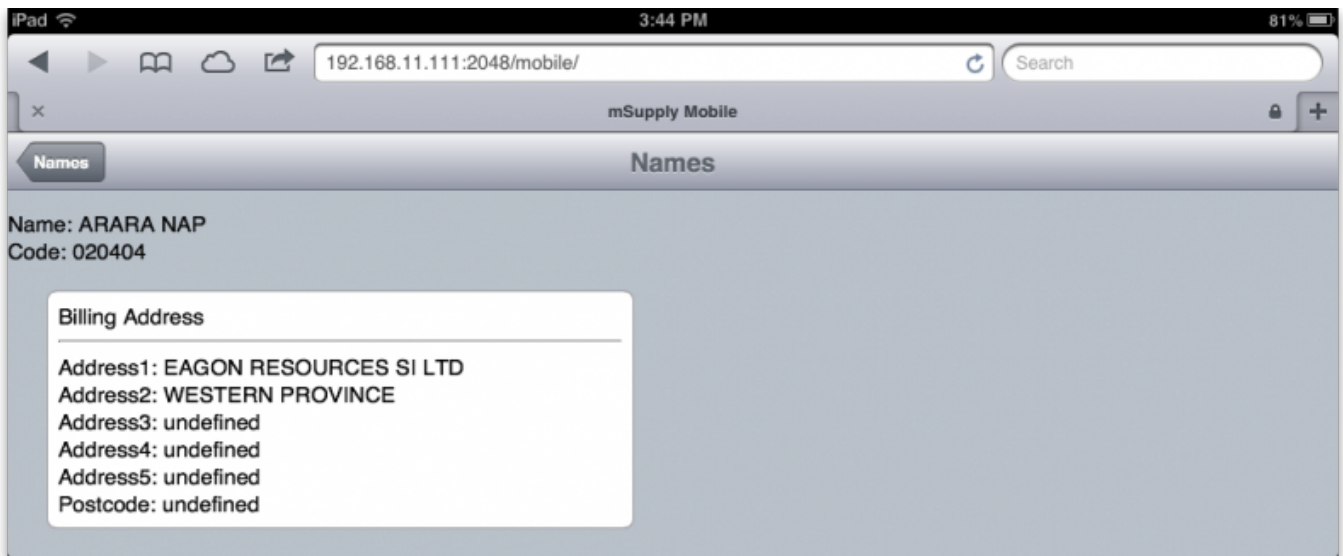 iPad 3:44 PM 81%
192.168.11.111:2048/mobile/ Search
mSupply Mobile
Names Names
Name: ARARA NAP
Code: 020404
Billing Address
Address1: EAGON RESOURCES SI LTD
Address2: WESTERN PROVINCE
Address3: undefined
Address4: undefined
Address5: undefined
Postcode: undefined